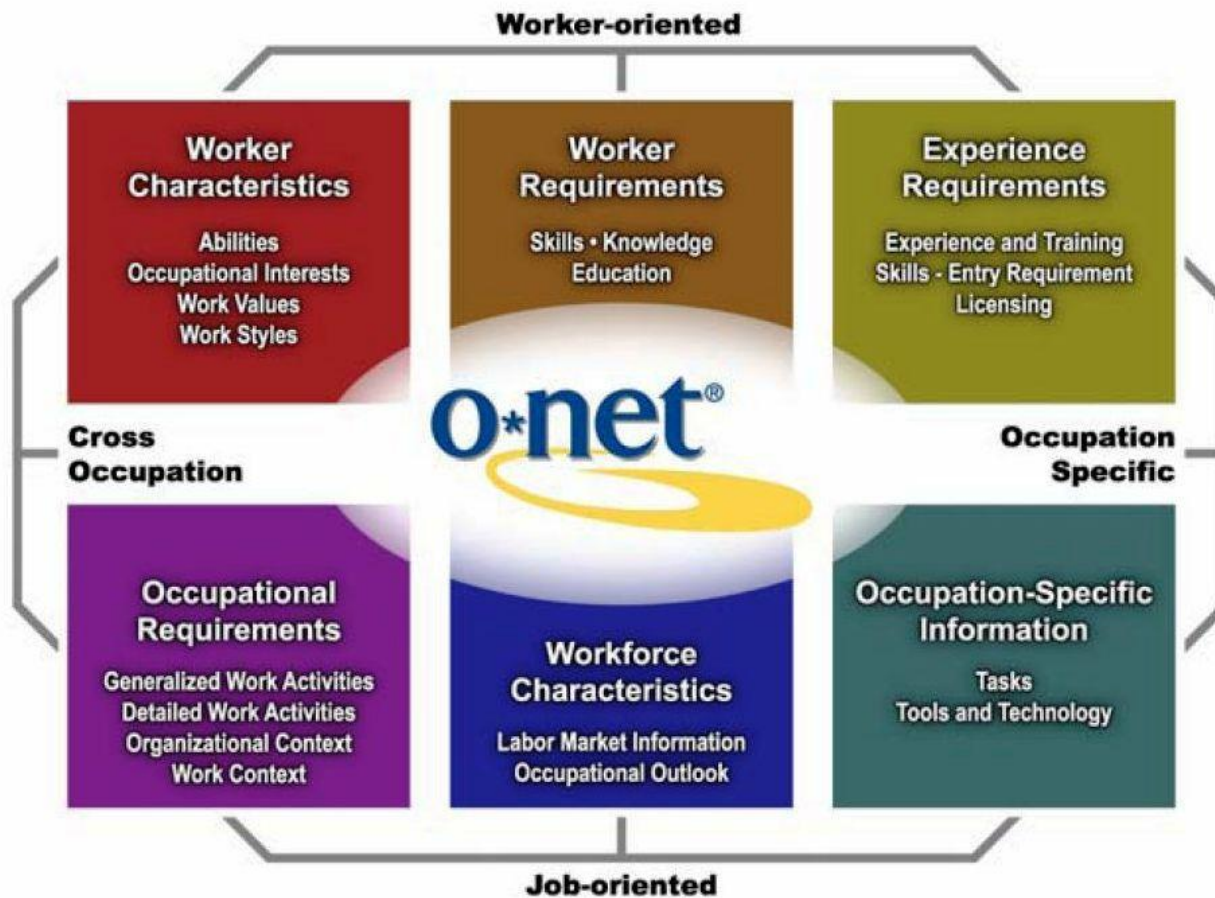 Worker-oriented
Worker
Characteristics
Abilities
Occupational Interests
Work Values
Work Styles
Worker
Requirements
Skills • Knowledge
Education
Experience
Requirements
Experience and Training
Skills - Entry Requirement
Licensing
Cross
Occupation
o*net®
Occupation
Specific
Occupational
Requirements
Generalized Work Activities
Detailed Work Activities
Organizational Context
Work Context
Workforce
Characteristics
Labor Market Information
Occupational Outlook
Occupation-Specific
Information
Tasks
Tools and Technology
Job-oriented